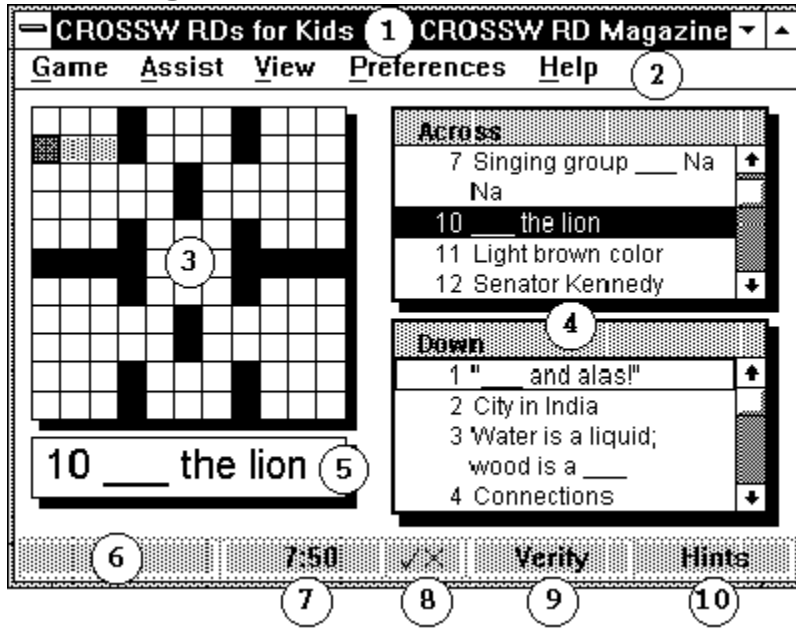 CROSSW RDs for Kids 1 CROSSW RD Magazine
Game Assist View Preferences Help 2
Across
7 Singing group ___ Na
Na
10 ___ the lion
11 Light brown color
12 Senator Kennedy
3
4
Down
1 "___ and alas!"
2 City in India
3 Water is a liquid;
wood is a ___
4 Connections
10 ___ the lion 5
6 7:50 Verify Hints
7 8 9 10